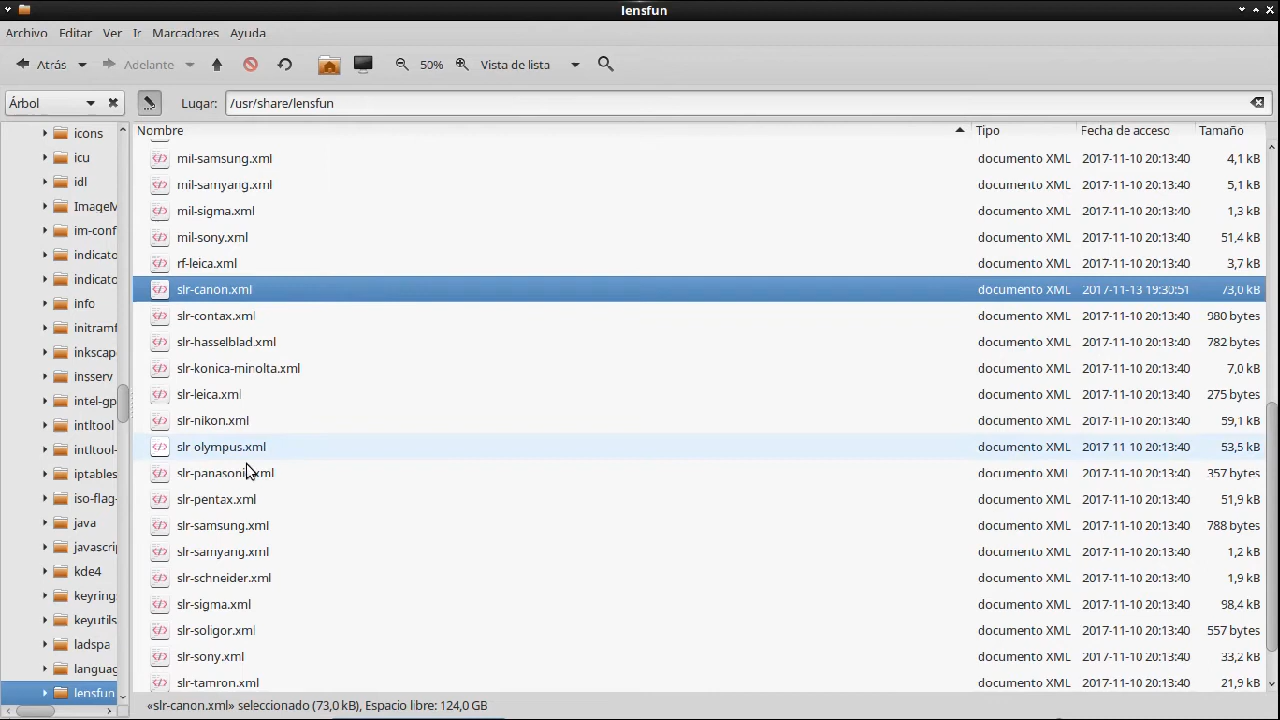 lensfun
Archivo Editar Ver Ir Marcadores Ayuda
Atrás Adelante 50% Vista de lista
Árbol Lugar: /usr/share/lensfun
Nombre Tipo Fecha de acceso Tamaño
icons
icu
idl
ImageM
im-conf
indicato
indicato
info
initramf
inkscap
insserv
intel-gp
intltool
intltool-
iptables
iso-flag-
java
javascrip
kde4
keyring
keyutils
ladspa
languag
lensfun
mil-samsung.xml documento XML 2017-11-10 20:13:40 4,1 kB
mil-samyang.xml documento XML 2017-11-10 20:13:40 5,1 kB
mil-sigma.xml documento XML 2017-11-10 20:13:40 1,3 kB
mil-sony.xml documento XML 2017-11-10 20:13:40 51,4 kB
rf-leica.xml documento XML 2017-11-10 20:13:40 3,7 kB
slr-canon.xml documento XML 2017-11-13 19:30:51 73,0 kB
slr-contax.xml documento XML 2017-11-10 20:13:40 980 bytes
slr-hasselblad.xml documento XML 2017-11-10 20:13:40 782 bytes
slr-konica-minolta.xml documento XML 2017-11-10 20:13:40 7,0 kB
slr-leica.xml documento XML 2017-11-10 20:13:40 275 bytes
slr-nikon.xml documento XML 2017-11-10 20:13:40 59,1 kB
slr-olympus.xml documento XML 2017-11-10 20:13:40 53,5 kB
slr-panasonic.xml documento XML 2017-11-10 20:13:40 357 bytes
slr-pentax.xml documento XML 2017-11-10 20:13:40 51,9 kB
slr-samsung.xml documento XML 2017-11-10 20:13:40 788 bytes
slr-samyang.xml documento XML 2017-11-10 20:13:40 1,2 kB
slr-schneider.xml documento XML 2017-11-10 20:13:40 1,9 kB
slr-sigma.xml documento XML 2017-11-10 20:13:40 98,4 kB
slr-soligor.xml documento XML 2017-11-10 20:13:40 557 bytes
slr-sony.xml documento XML 2017-11-10 20:13:40 33,2 kB
slr-tamron.xml documento XML 2017-11-10 20:13:40 21,9 kB
«slr-canon.xml» seleccionado (73,0 kB), Espacio libre: 124,0 GB